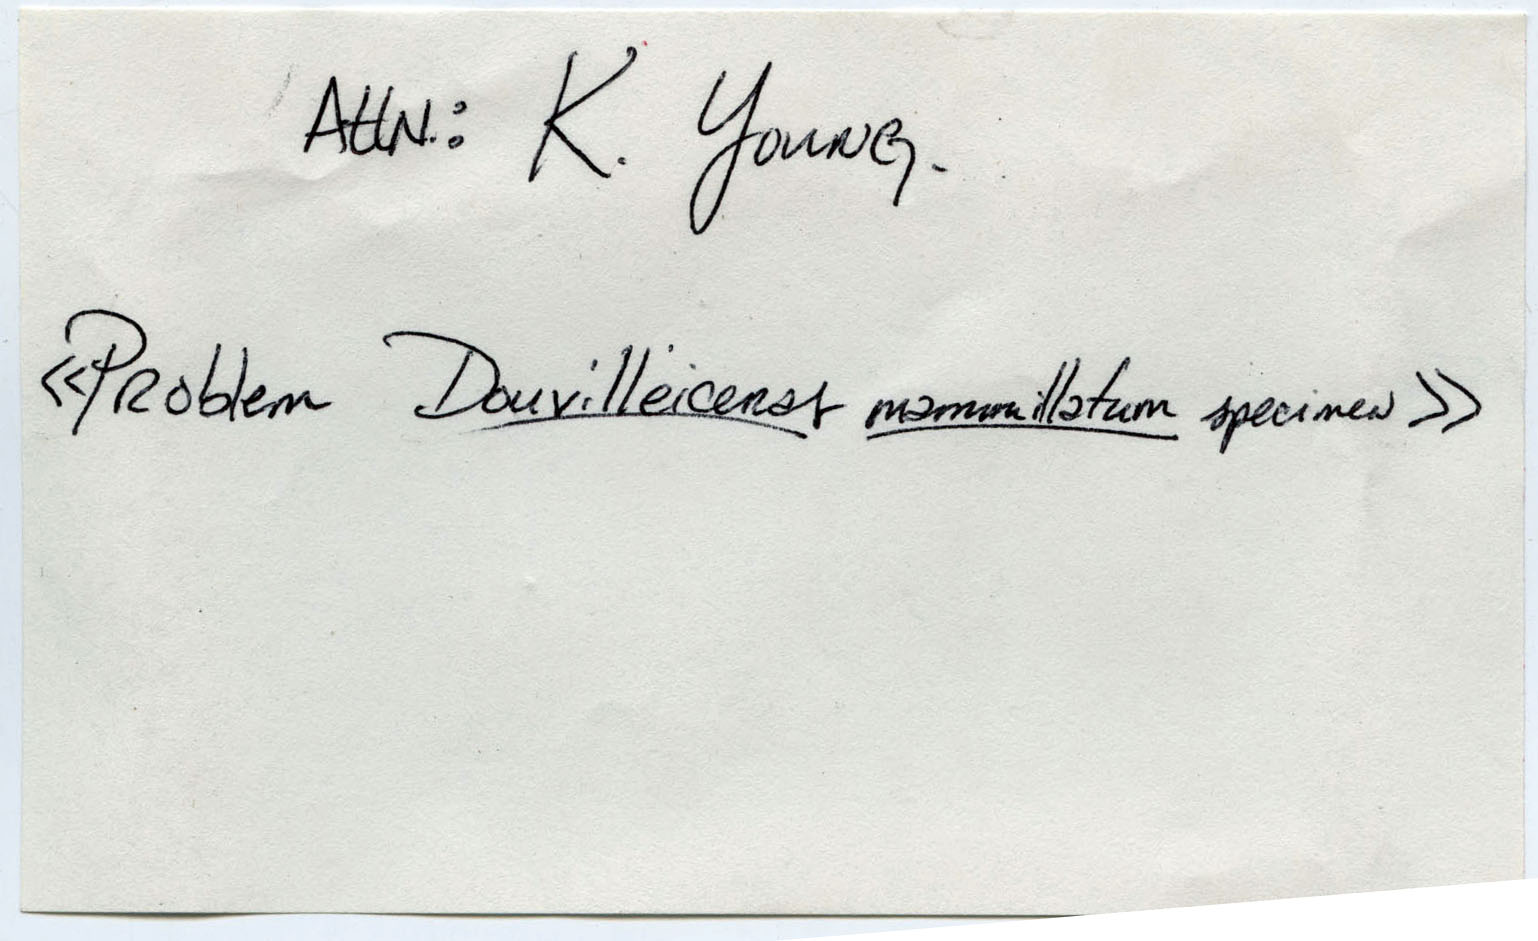 Attn.: K. Young.
<<Problem Douvilleiceras mammillatum specimen>>